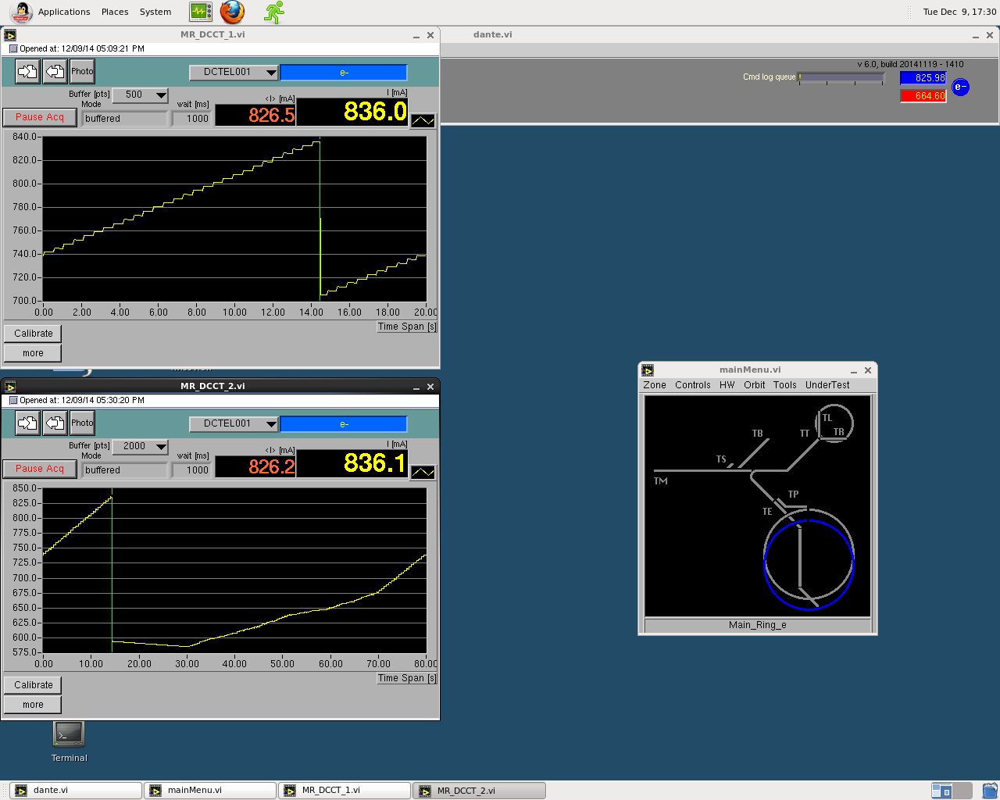 Applications Places System
Tue Dec 9, 17:30
MR_DCCT_1.vi
Opened at: 12/09/14 05:09:21 PM
Photo
DCTEL001
e-
Buffer [pts] 500
Mode
buffered
wait [ms]
1000
<I> [mA]
826.5
I [mA]
836.0
Pause Acq
840.0
820.0
800.0
780.0
760.0
740.0
720.0
700.0
0.00 2.00 4.00 6.00 8.00 10.00 12.00 14.00 16.00 18.00 20.00
Time Span [s]
Calibrate
more
dante.vi
v 6.0, build 20141119 - 1410
Cmd log queue
825.98
664.60
e-
MR_DCCT_2.vi
Opened at: 12/09/14 05:30:20 PM
Photo
DCTEL001
e-
Buffer [pts] 2000
Mode
buffered
wait [ms]
1000
<I> [mA]
826.2
I [mA]
836.1
Pause Acq
850.0
825.0
800.0
775.0
750.0
725.0
700.0
675.0
650.0
625.0
600.0
575.0
0.00 10.00 20.00 30.00 40.00 50.00 60.00 70.00 80.00
Time Span [s]
Calibrate
more
mainMenu.vi
Zone Controls HW Orbit Tools UnderTest
TL
TR
TT
TB
TS
TM
TP
TE
Main_Ring_e
Terminal
dante.vi
mainMenu.vi
MR_DCCT_1.vi
MR_DCCT_2.vi